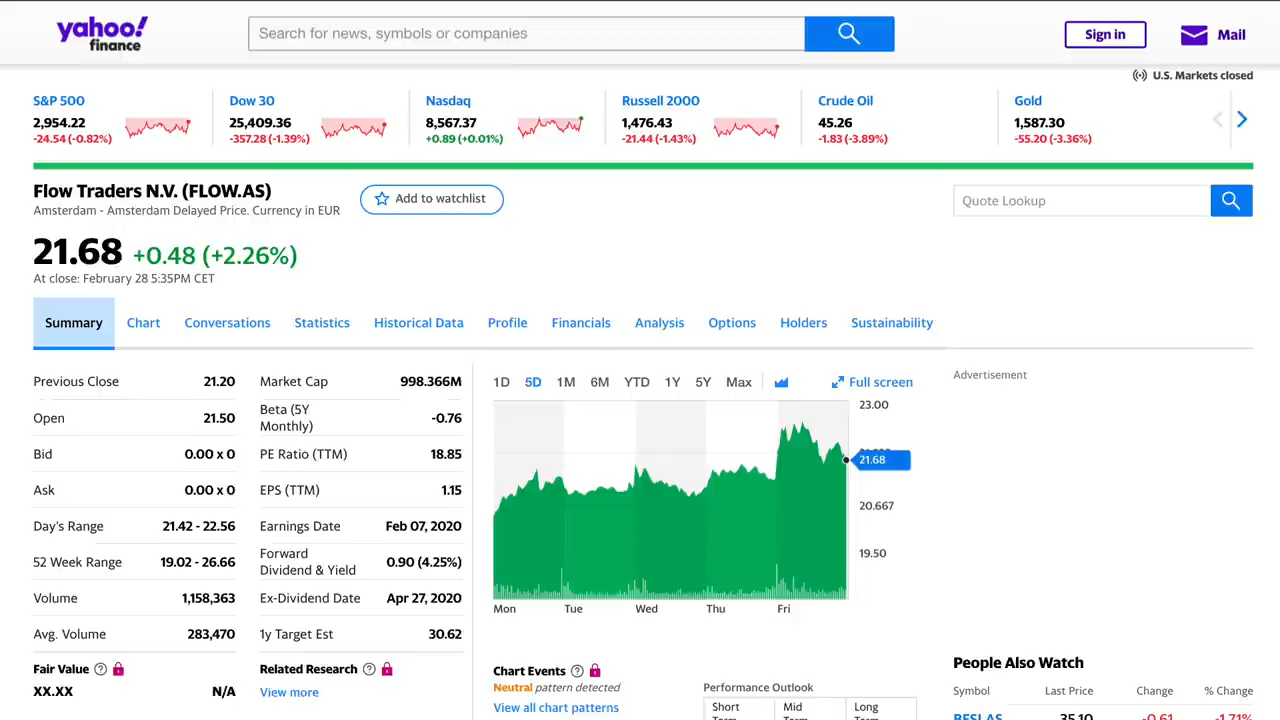 yahoo!
finance
Search for news, symbols or companies
Sign in
Mail
U.S. Markets closed
S&P 500
2,954.22
-24.54 (-0.82%)
Dow 30
25,409.36
-357.28 (-1.39%)
Nasdaq
8,567.37
+0.89 (+0.01%)
Russell 2000
1,476.43
-21.44 (-1.43%)
Crude Oil
45.26
-1.83 (-3.89%)
Gold
1,587.30
-55.20 (-3.36%)
Flow Traders N.V. (FLOW.AS)
Amsterdam - Amsterdam Delayed Price. Currency in EUR
Add to watchlist
Quote Lookup
21.68 +0.48 (+2.26%)
At close: February 28 5:35PM CET
Summary Chart Conversations Statistics Historical Data Profile Financials Analysis Options Holders Sustainability
Previous Close 21.20
Open 21.50
Bid 0.00 x 0
Ask 0.00 x 0
Day's Range 21.42 - 22.56
52 Week Range 19.02 - 26.66
Volume 1,158,363
Avg. Volume 283,470
Fair Value
XX.XX N/A
Market Cap 998.366M
Beta (5Y
Monthly) -0.76
PE Ratio (TTM) 18.85
EPS (TTM) 1.15
Earnings Date Feb 07, 2020
Forward
Dividend & Yield 0.90 (4.25%)
Ex-Dividend Date Apr 27, 2020
1y Target Est 30.62
Related Research
View more
1D 5D 1M 6M YTD 1Y 5Y Max
Full screen
23.00
21.68
20.667
19.50
Mon Tue Wed Thu Fri
Chart Events
Neutral pattern detected
View all chart patterns
Performance Outlook
Short Mid Long
Term Term Term
Advertisement
People Also Watch
Symbol Last Price Change % Change
BESI.AS 35.10 -0.61 -1.71%